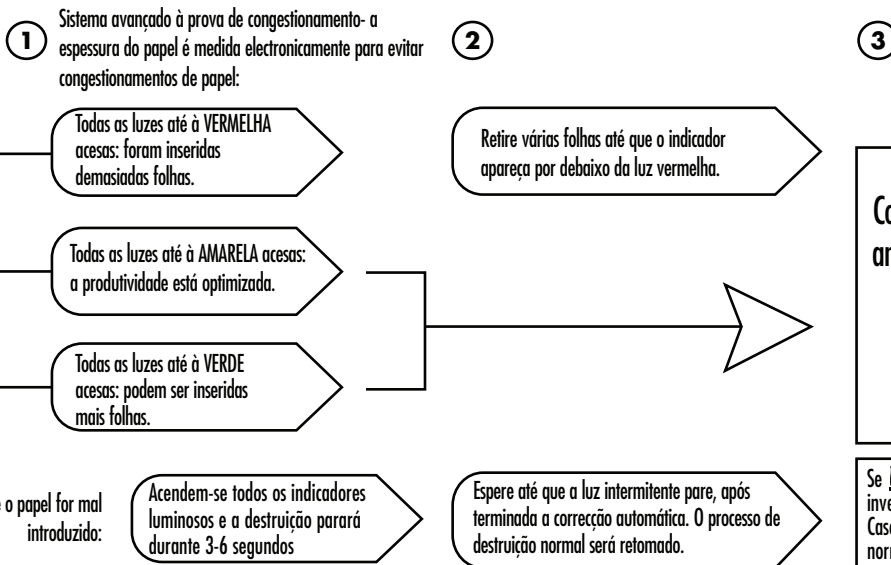 1
Sistema avançado à prova de congestionamento- a
espessura do papel é medida electronicamente para evitar
congestionamentos de papel:
2
3
Todas as luzes até à VERMELHA
acesas: foram inseridas
demasiadas folhas.
Retire várias folhas até que o indicador
apareça por debaixo da luz vermelha.
Todas as luzes até à AMARELA acesas:
a produtividade está optimizada.
Todas as luzes até à VERDE
acesas: podem ser inseridas
mais folhas.
o papel for mal
introduzido:
Acendem-se todos os indicadores
luminosos e a destruição parará
durante 3-6 segundos
Espere até que a luz intermitente pare, após
terminada a correcção automática. O processo de
destruição normal será retomado.
Se